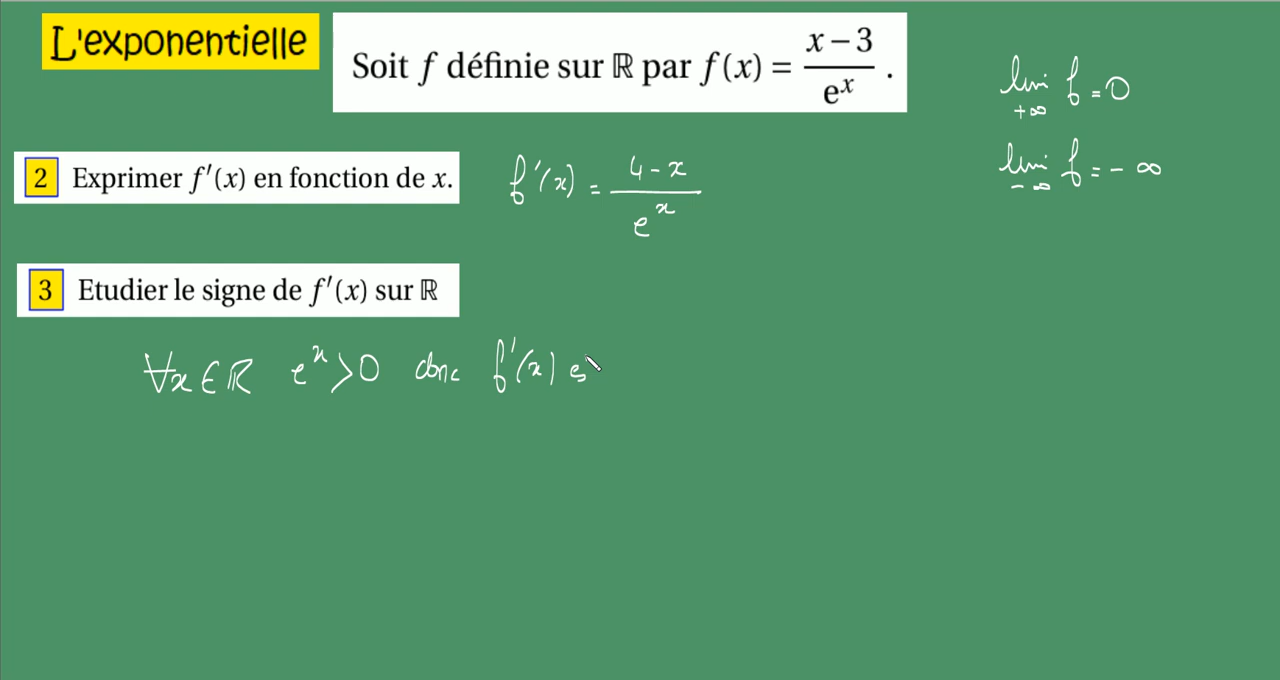 L'exponentielle
Soit f définie sur ℝ par f(x) = (x − 3)/eˣ .
lim f = 0
+∞
lim f = − ∞
− ∞
2 Exprimer f′(x) en fonction de x.
f′(x) = (4 − x)/eˣ
3 Etudier le signe de f′(x) sur ℝ
∀x ∈ ℝ eˣ > 0 donc f′(x) es